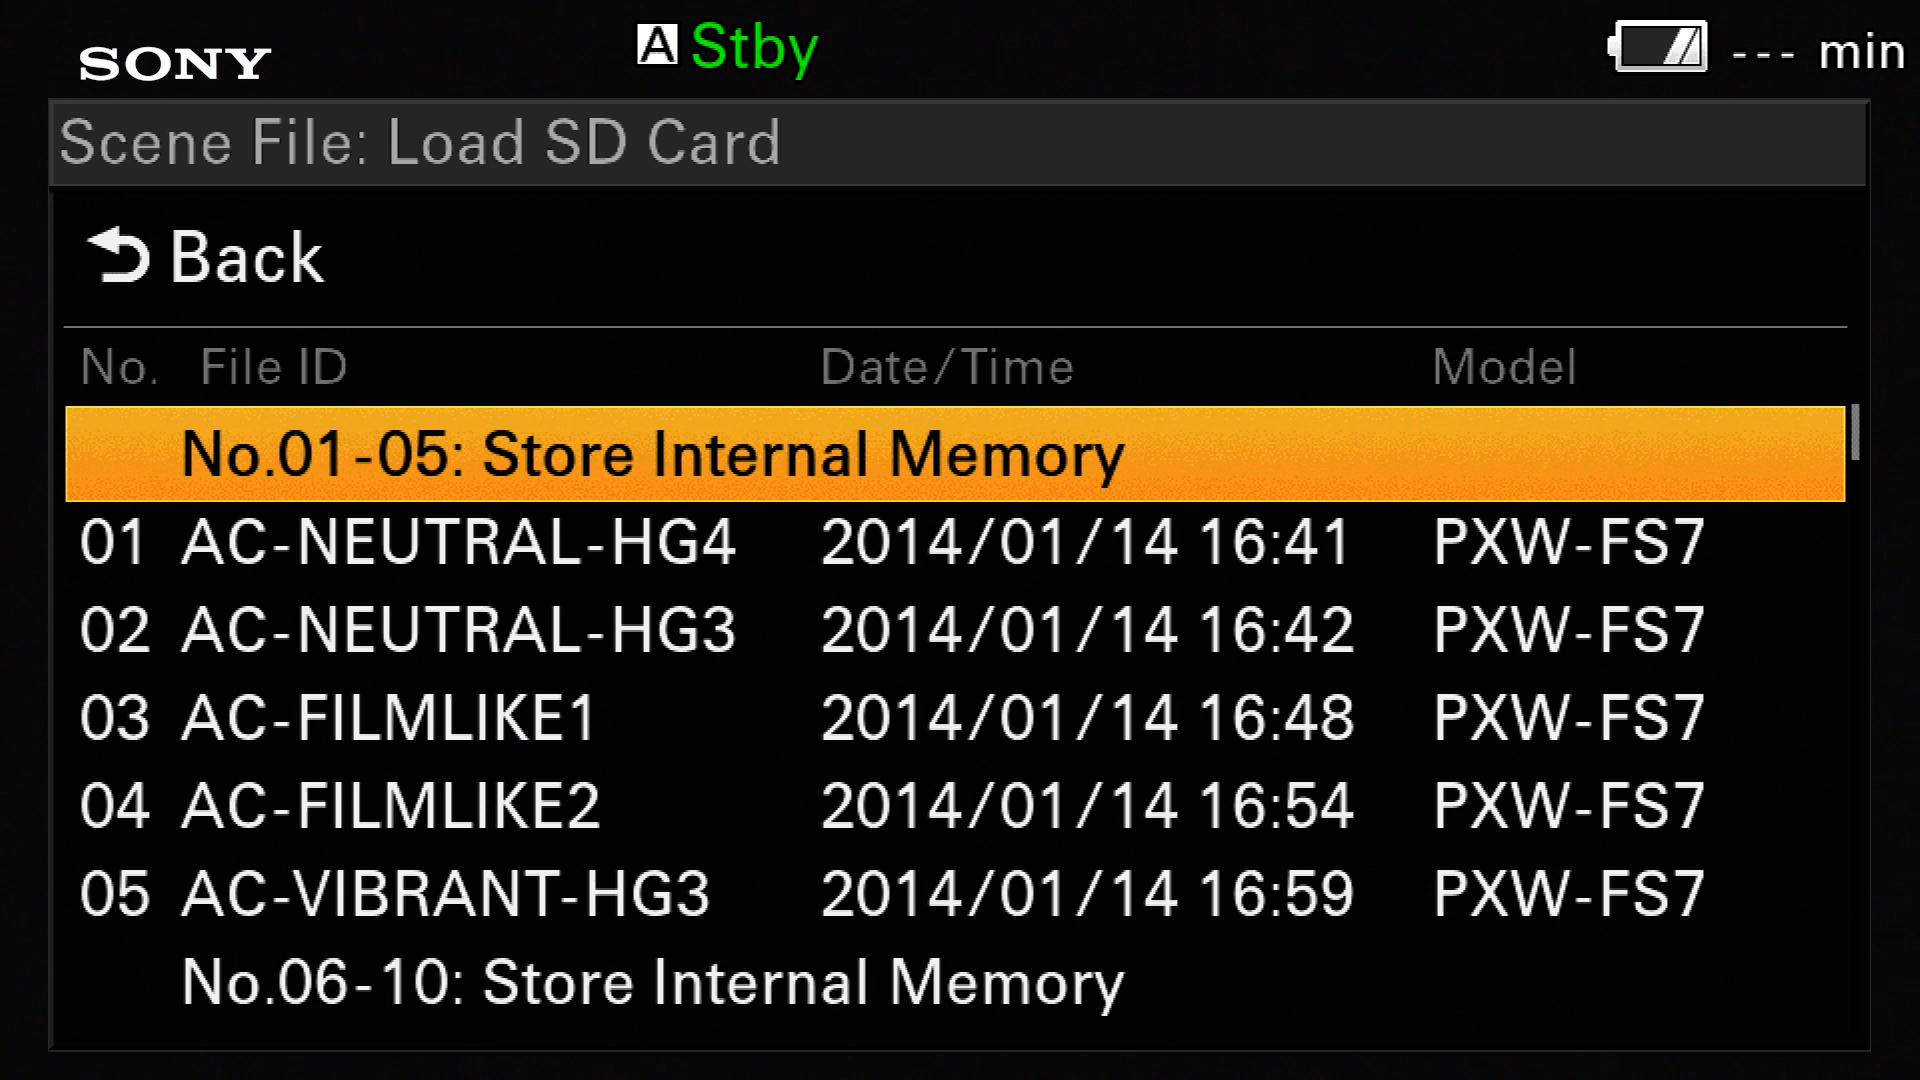 SONY
A Stby
--- min
Scene File: Load SD Card
Back
No. File ID Date/Time Model
No.01-05: Store Internal Memory
01 AC-NEUTRAL-HG4 2014/01/14 16:41 PXW-FS7
02 AC-NEUTRAL-HG3 2014/01/14 16:42 PXW-FS7
03 AC-FILMLIKE1 2014/01/14 16:48 PXW-FS7
04 AC-FILMLIKE2 2014/01/14 16:54 PXW-FS7
05 AC-VIBRANT-HG3 2014/01/14 16:59 PXW-FS7
No.06-10: Store Internal Memory